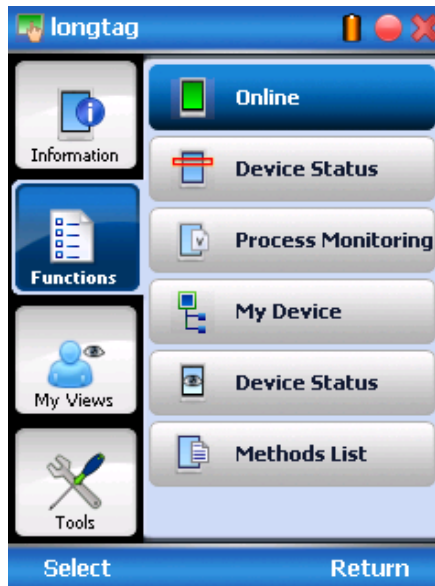 longtag
Information
Functions
My Views
Tools
Online
Device Status
Process Monitoring
My Device
Device Status
Methods List
Select
Return